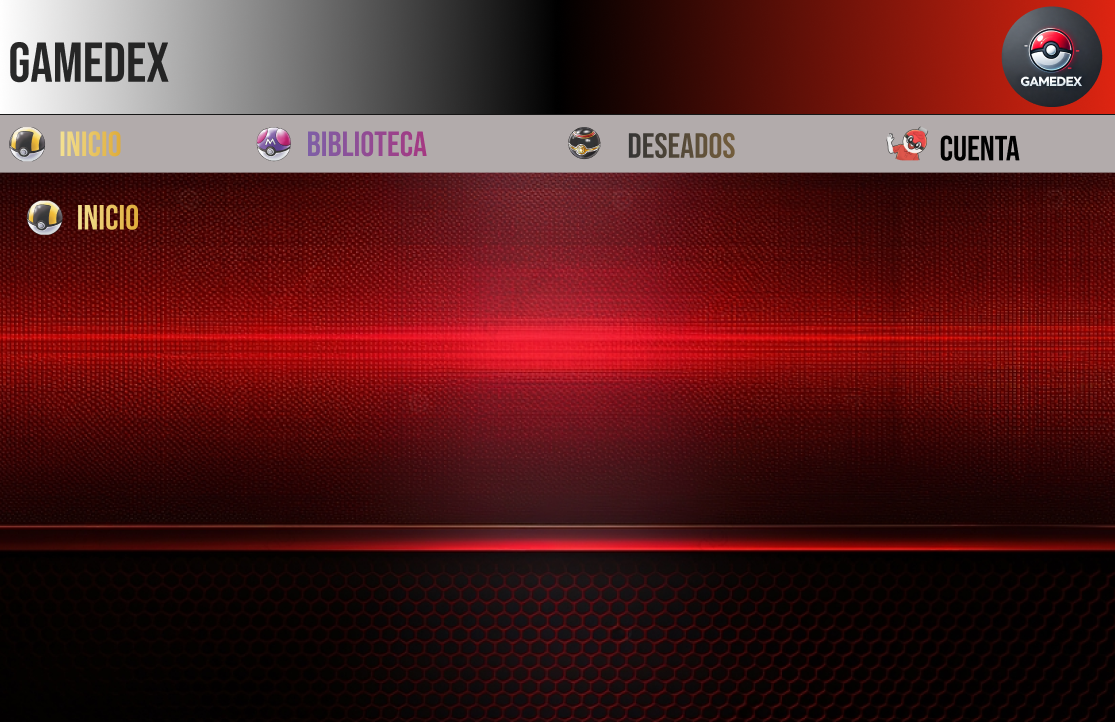 GAMEDEX
GAMEDEX
INICIO
BIBLIOTECA
DESEADOS
CUENTA
INICIO